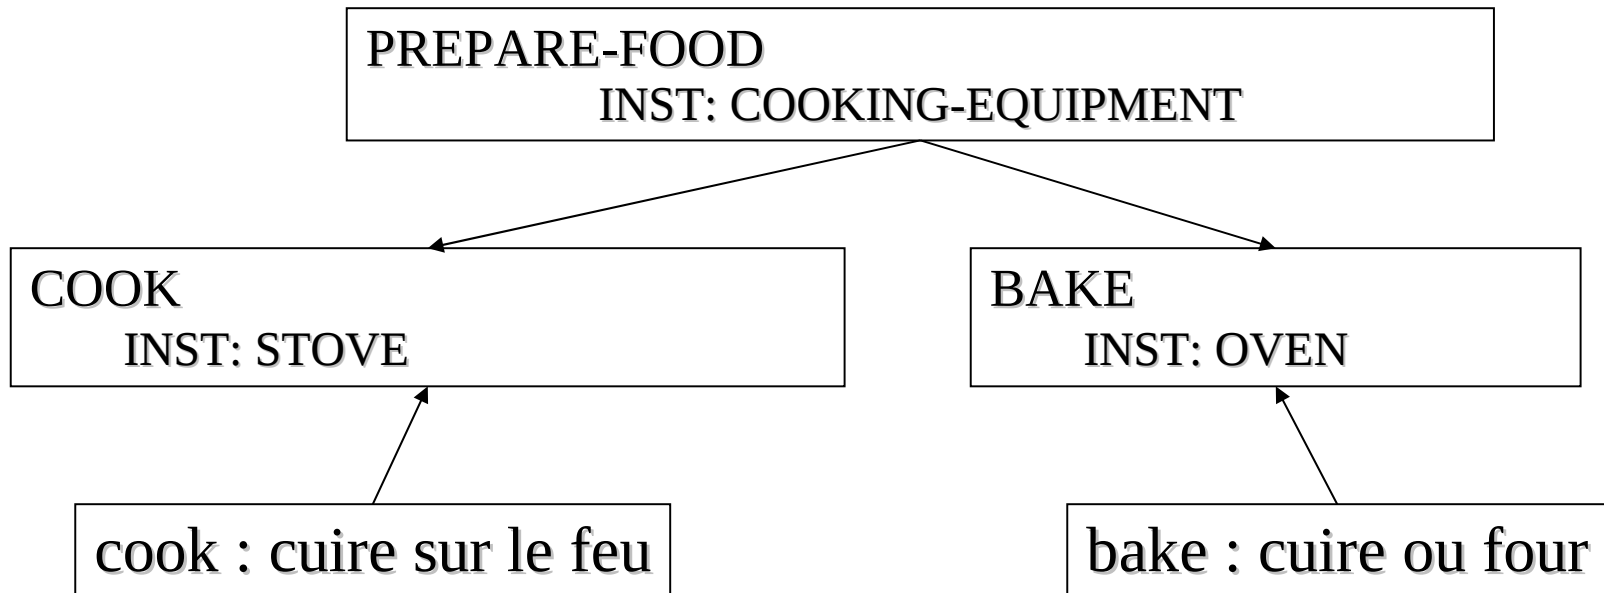 PREPARE-FOOD
INST: COOKING-EQUIPMENT
COOK
INST: STOVE
BAKE
INST: OVEN
cook : cuire sur le feu
bake : cuire ou four